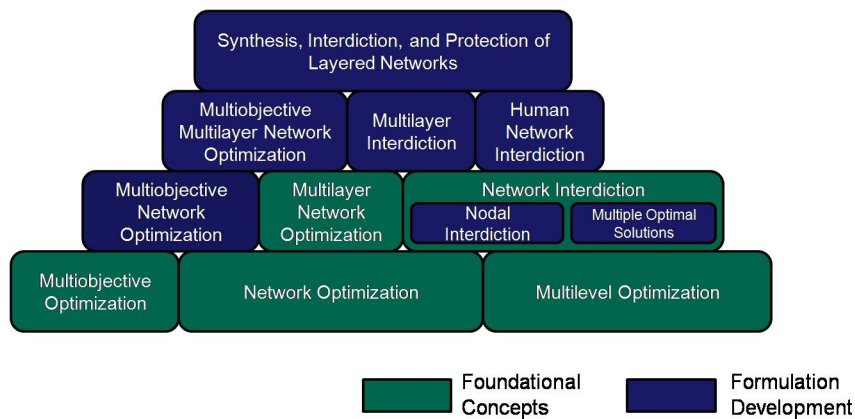 Synthesis, Interdiction, and Protection of
Layered Networks
Multiobjective
Multilayer Network
Optimization
Multilayer
Interdiction
Human
Network
Interdiction
Multiobjective
Network
Optimization
Multilayer
Network
Optimization
Network Interdiction
Nodal
Interdiction
Multiple Optimal
Solutions
Multiobjective
Optimization
Network Optimization
Multilevel Optimization
Foundational
Concepts
Formulation
Development